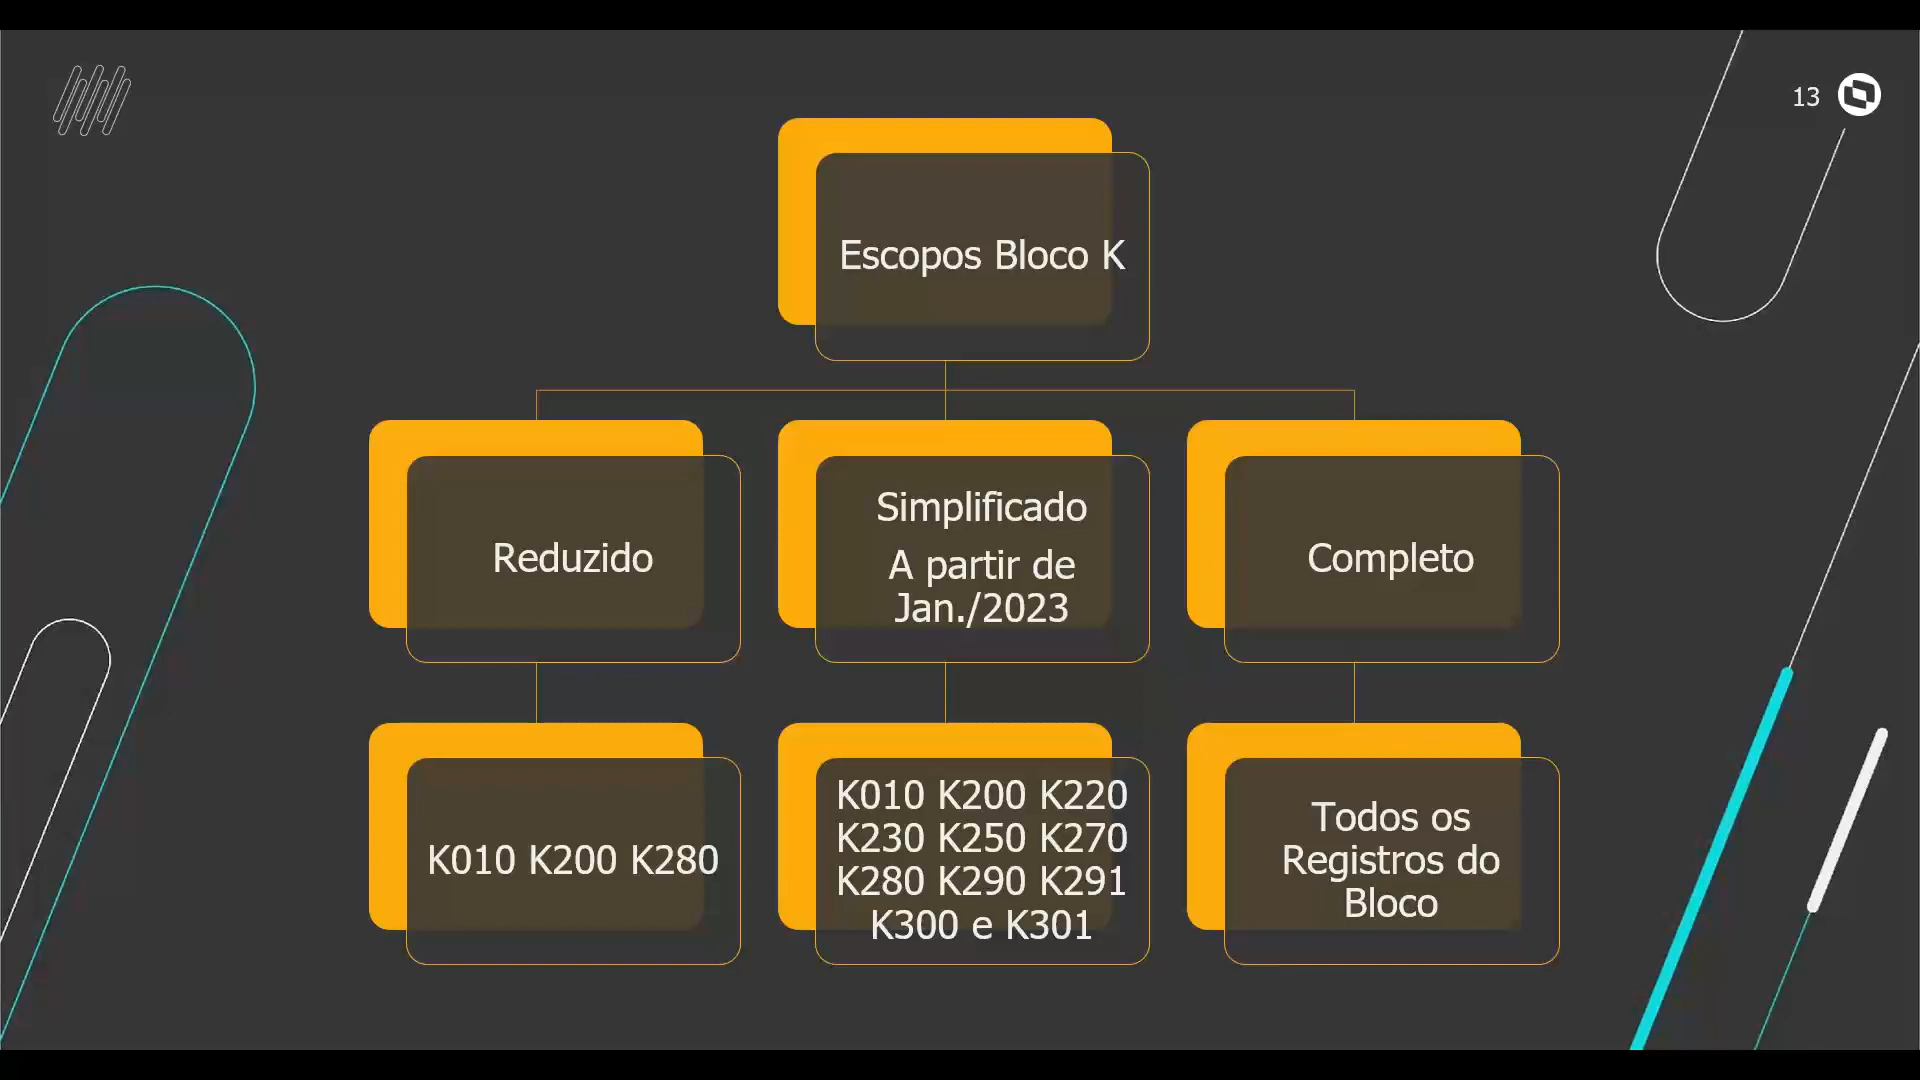 13
Escopos Bloco K
Reduzido
Simplificado
A partir de
Jan./2023
Completo
K010 K200 K280
K010 K200 K220
K230 K250 K270
K280 K290 K291
K300 e K301
Todos os
Registros do
Bloco